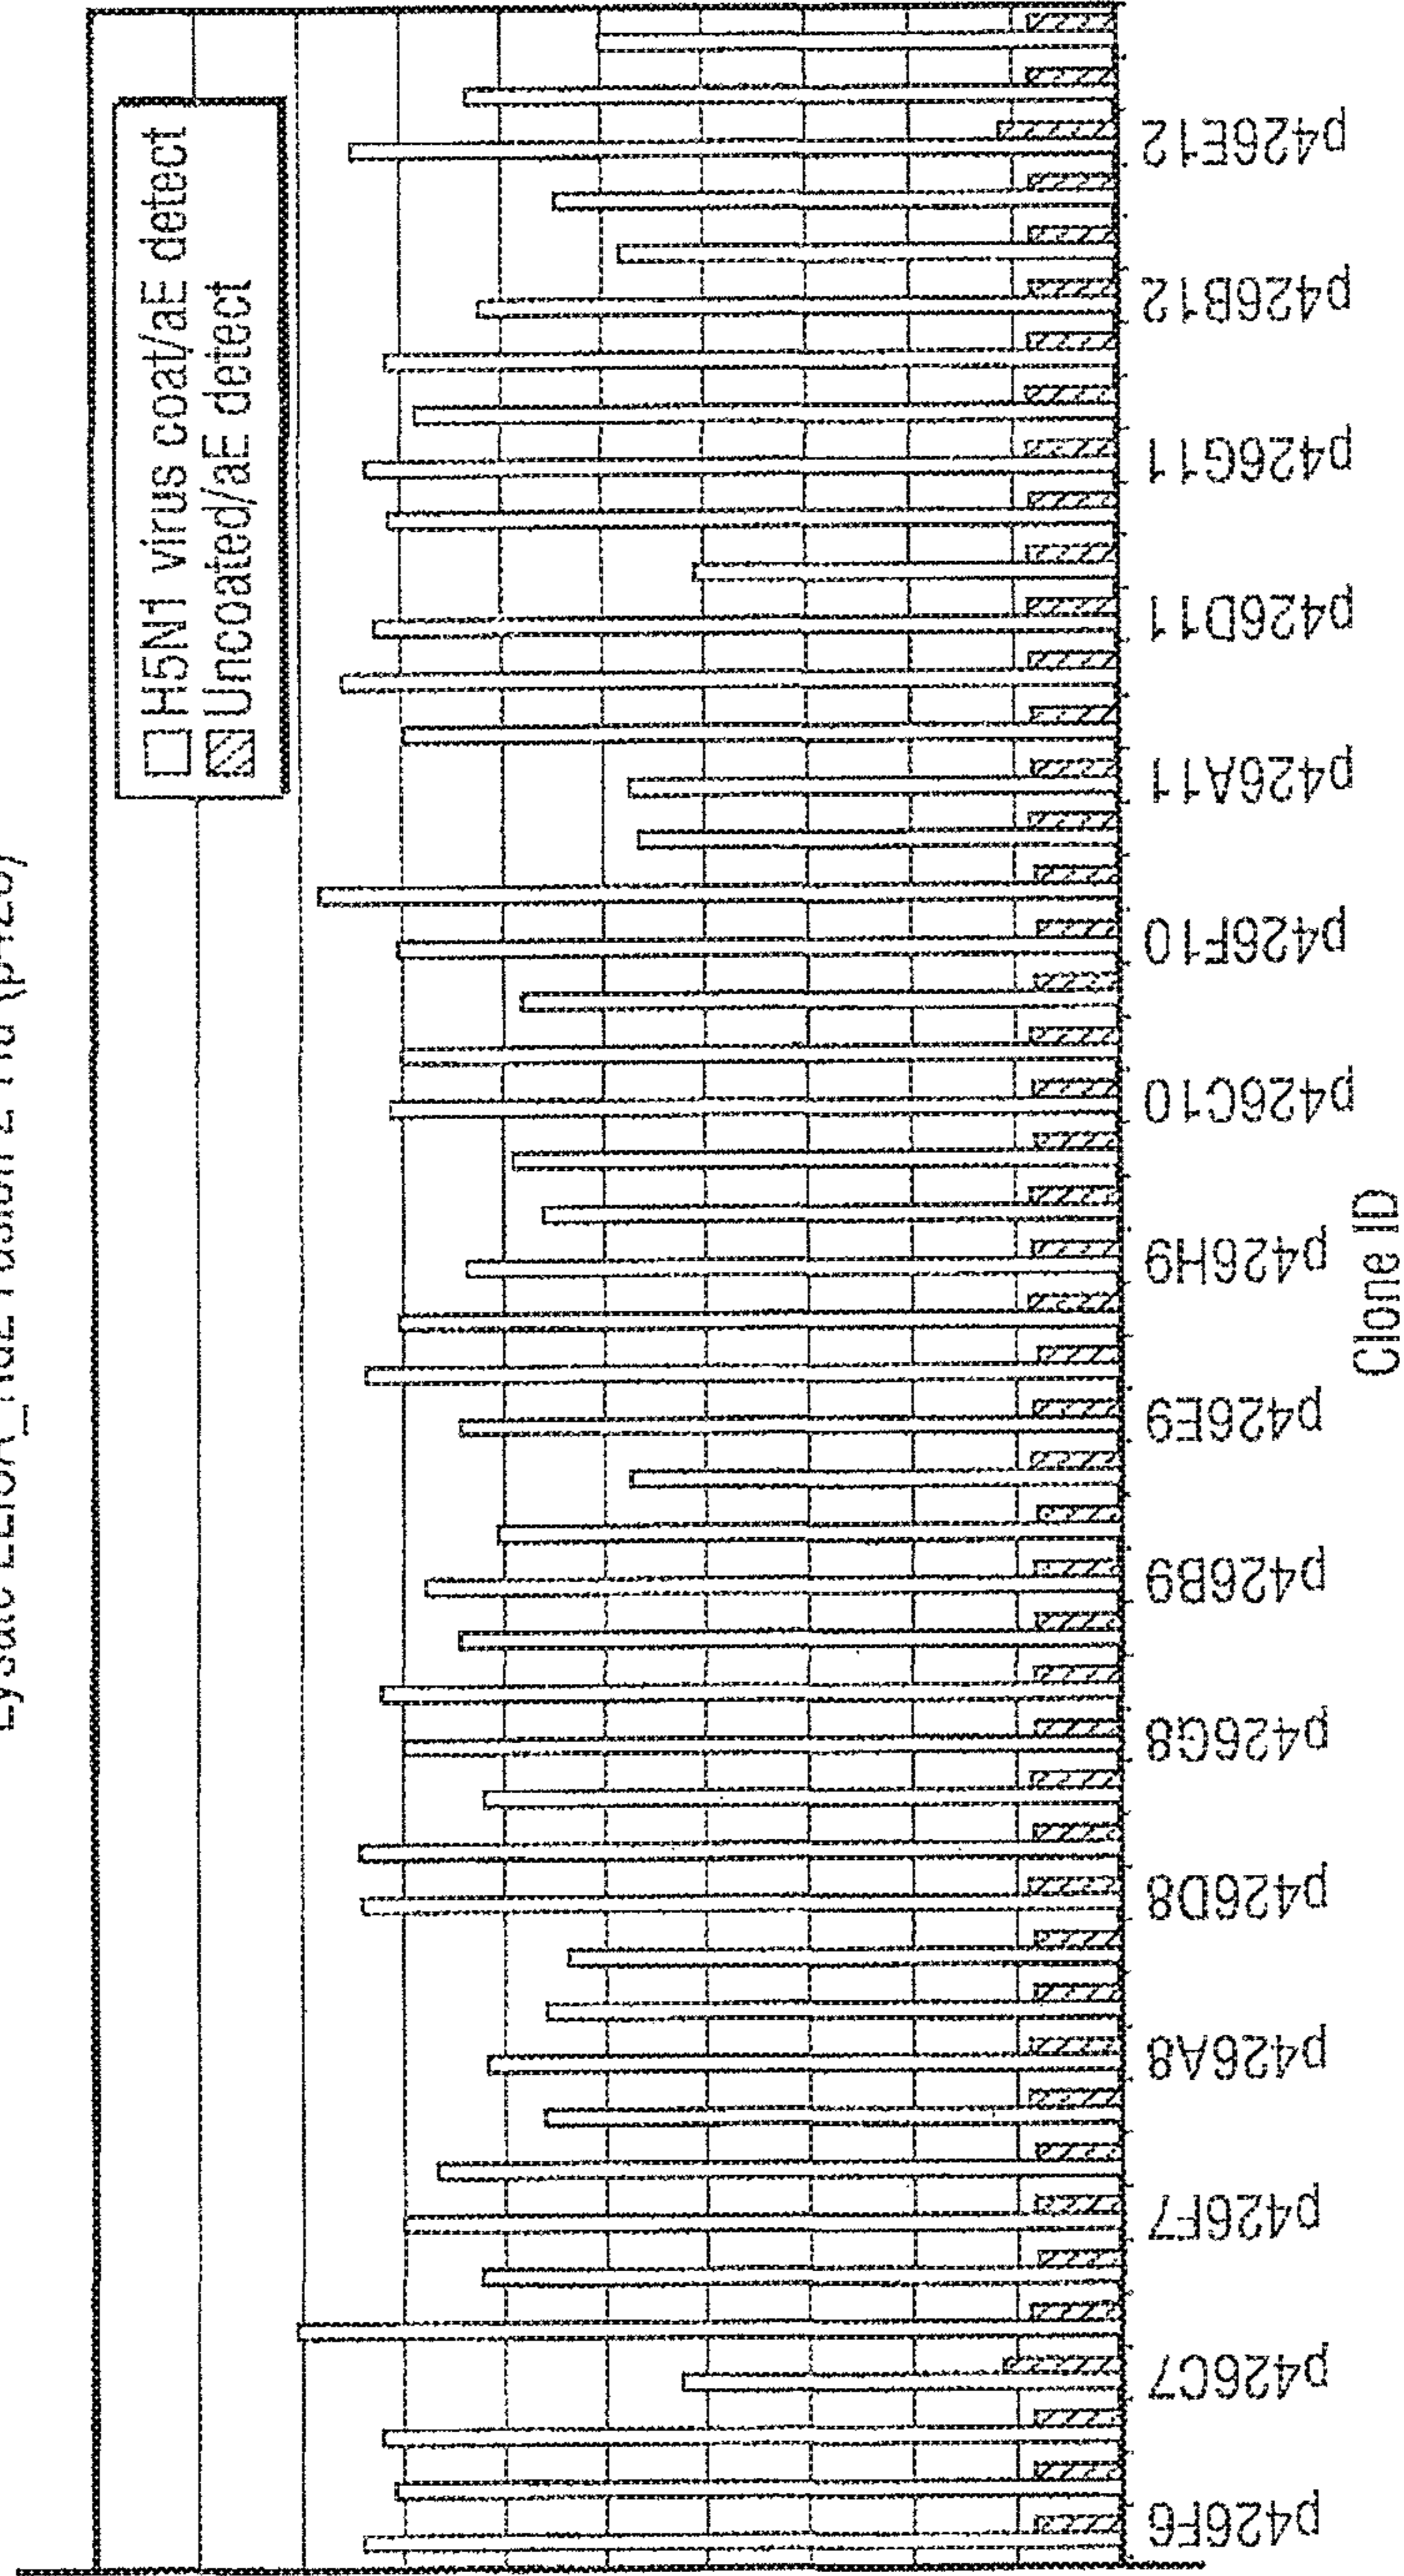 H5N1 virus coat/aE detect
Uncoated/aE detect
p426F6
p426C7
p426F7
p426A8
p426D8
p426G8
p426B9
p426E9
p426H9
p426C10
p426F10
p426A11
p426D11
p426G11
p426B12
p426E12
Clone ID